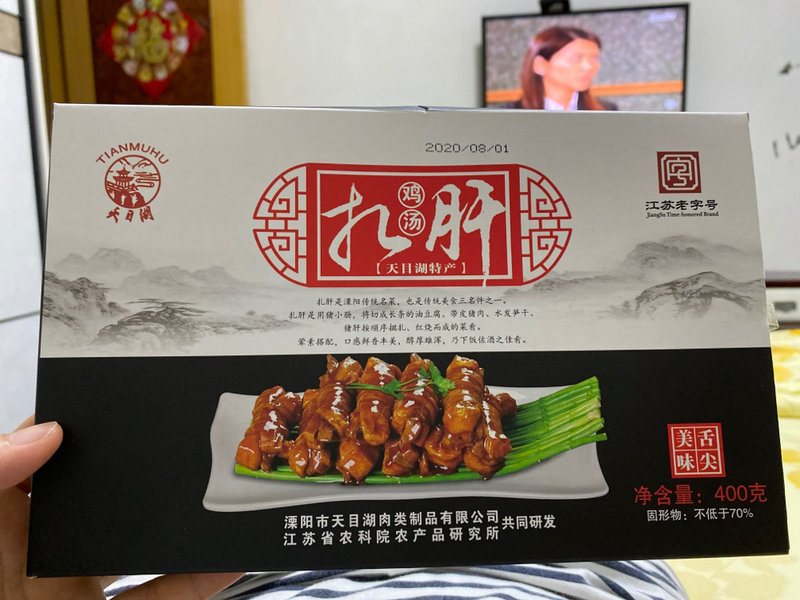 2020/08/01
TIANMUHU
天目湖
鸡汤
扎肝
【天目湖特产】
江苏老字号
JiangSu Time-honored Brand
扎肝是溧阳传统名菜，也是传统美食三名件之一。
扎肝是用猪小肠，将切成长条的油豆腐、带皮猪肉、水发笋干、
猪肝按顺序捆扎、红烧而成的菜肴。
荤素搭配，口感鲜香丰美，醇厚雄浑，乃下饭佐酒之佳肴。
舌尖
美味
净含量：400克
固形物：不低于70%
溧阳市天目湖肉类制品有限公司
江苏省农科院农产品研究所
共同研发